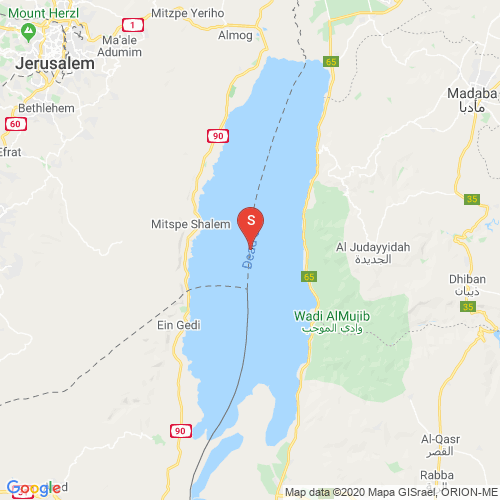 Mount Herzl
Mitzpe Yeriho
1
Almog
Ma'ale
Adumim
Jerusalem
65
Madaba
مادبا
Bethlehem
60
90
Efrat
35
Mitspe Shalem
S
Dead
Al Judayyidah
الجديدة
65
Dhiban
ذيبان
35
Wadi AlMujib
وادي الموجب
Ein Gedi
90
Al-Qasr
القصر
Rabba
الربة
Google
Map data ©2020 Mapa GISrael, ORION-ME